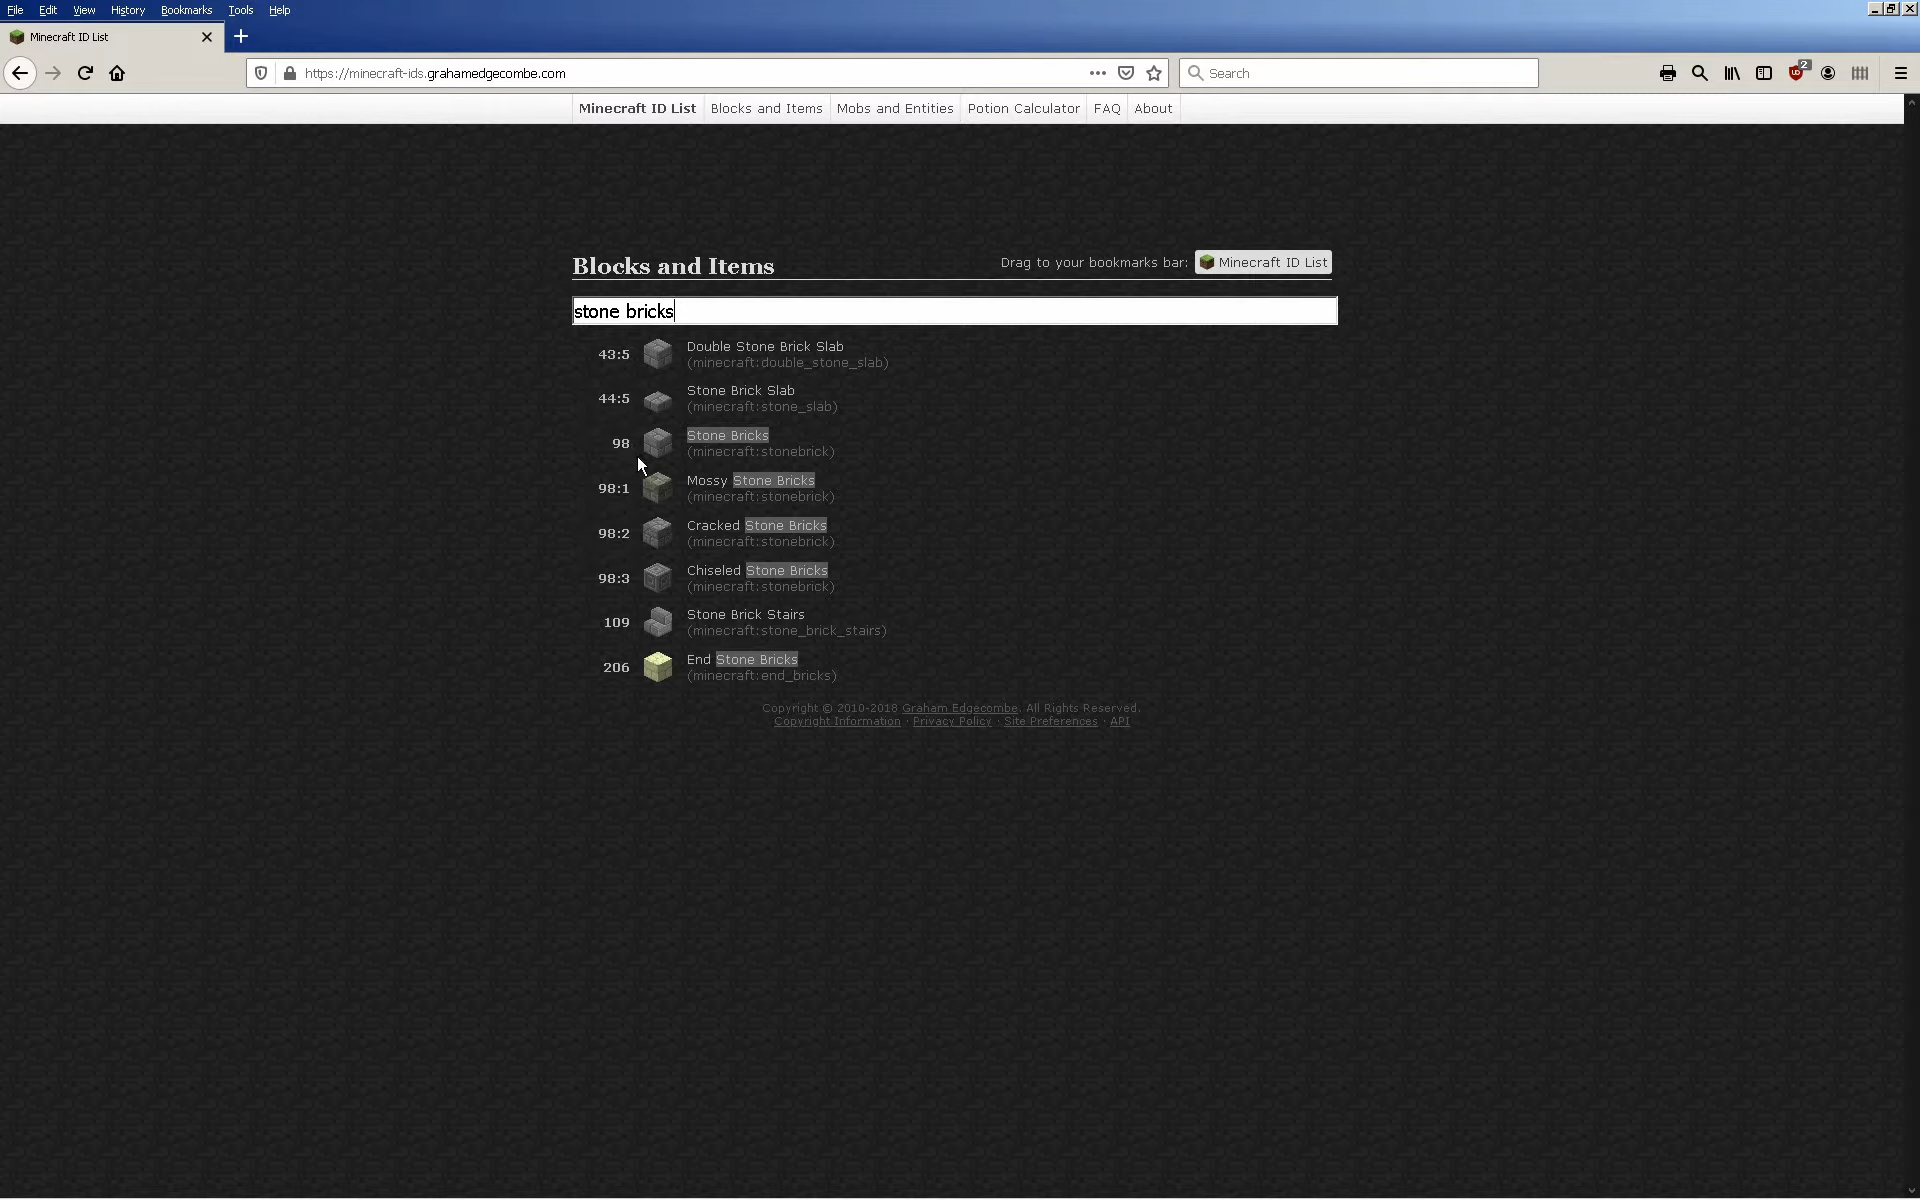 File Edit View History Bookmarks Tools Help
Minecraft ID List
https://minecraft-ids.grahamedgecombe.com
Search
2
Minecraft ID List Blocks and Items Mobs and Entities Potion Calculator FAQ About
Blocks and Items
Drag to your bookmarks bar: Minecraft ID List
stone bricks
43:5 Double Stone Brick Slab
(minecraft:double_stone_slab)
44:5 Stone Brick Slab
(minecraft:stone_slab)
98 Stone Bricks
(minecraft:stonebrick)
98:1 Mossy Stone Bricks
(minecraft:stonebrick)
98:2 Cracked Stone Bricks
(minecraft:stonebrick)
98:3 Chiseled Stone Bricks
(minecraft:stonebrick)
109 Stone Brick Stairs
(minecraft:stone_brick_stairs)
206 End Stone Bricks
(minecraft:end_bricks)
Copyright © 2010-2018 Graham Edgecombe. All Rights Reserved.
Copyright Information · Privacy Policy · Site Preferences · API